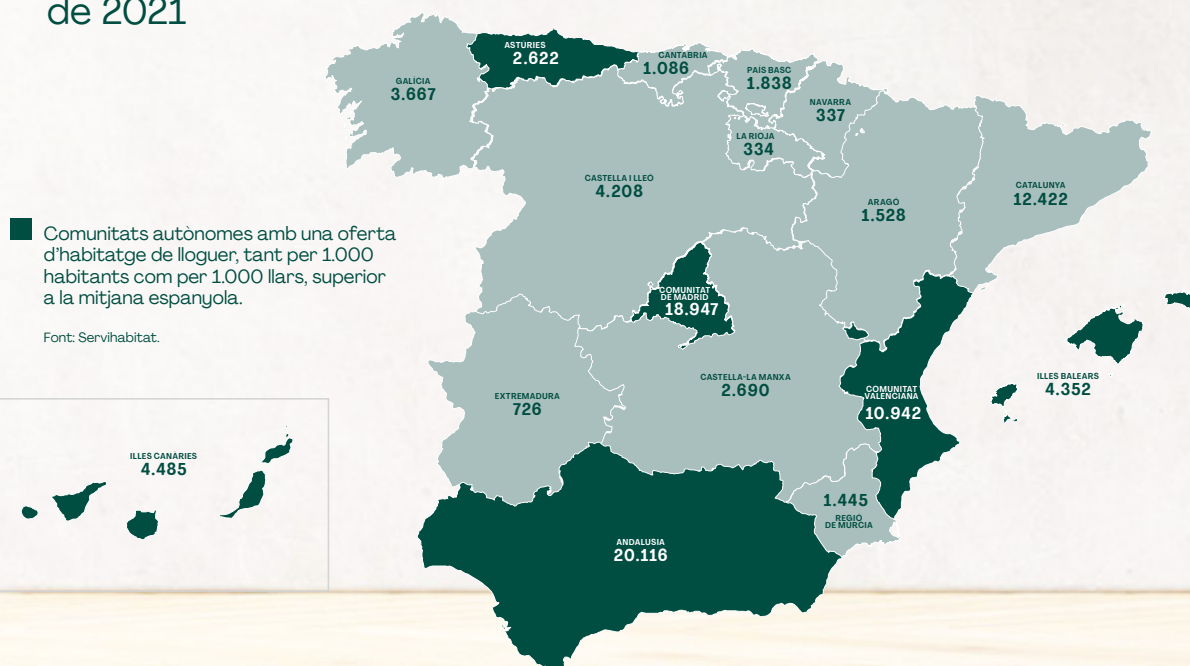 de 2021
ASTÚRIES
2.622
CANTÀBRIA
1.086
PAÍS BASC
1.838
GALÍCIA
3.667
NAVARRA
337
LA RIOJA
334
CASTELLA I LLEÓ
4.208
CATALUNYA
12.422
ARAGÓ
1.528
Comunitats autònomes amb una oferta
d'habitatge de lloguer, tant per 1.000
habitants com per 1.000 llars, superior
a la mitjana espanyola.
Font: Servihabitat.
COMUNITAT
DE MADRID
18.947
CASTELLA-LA MANXA
2.690
ILLES BALEARS
4.352
COMUNITAT
VALENCIANA
10.942
EXTREMADURA
726
ILLES CANÀRIES
4.485
1.445
REGIÓ
DE MÚRCIA
ANDALUSIA
20.116